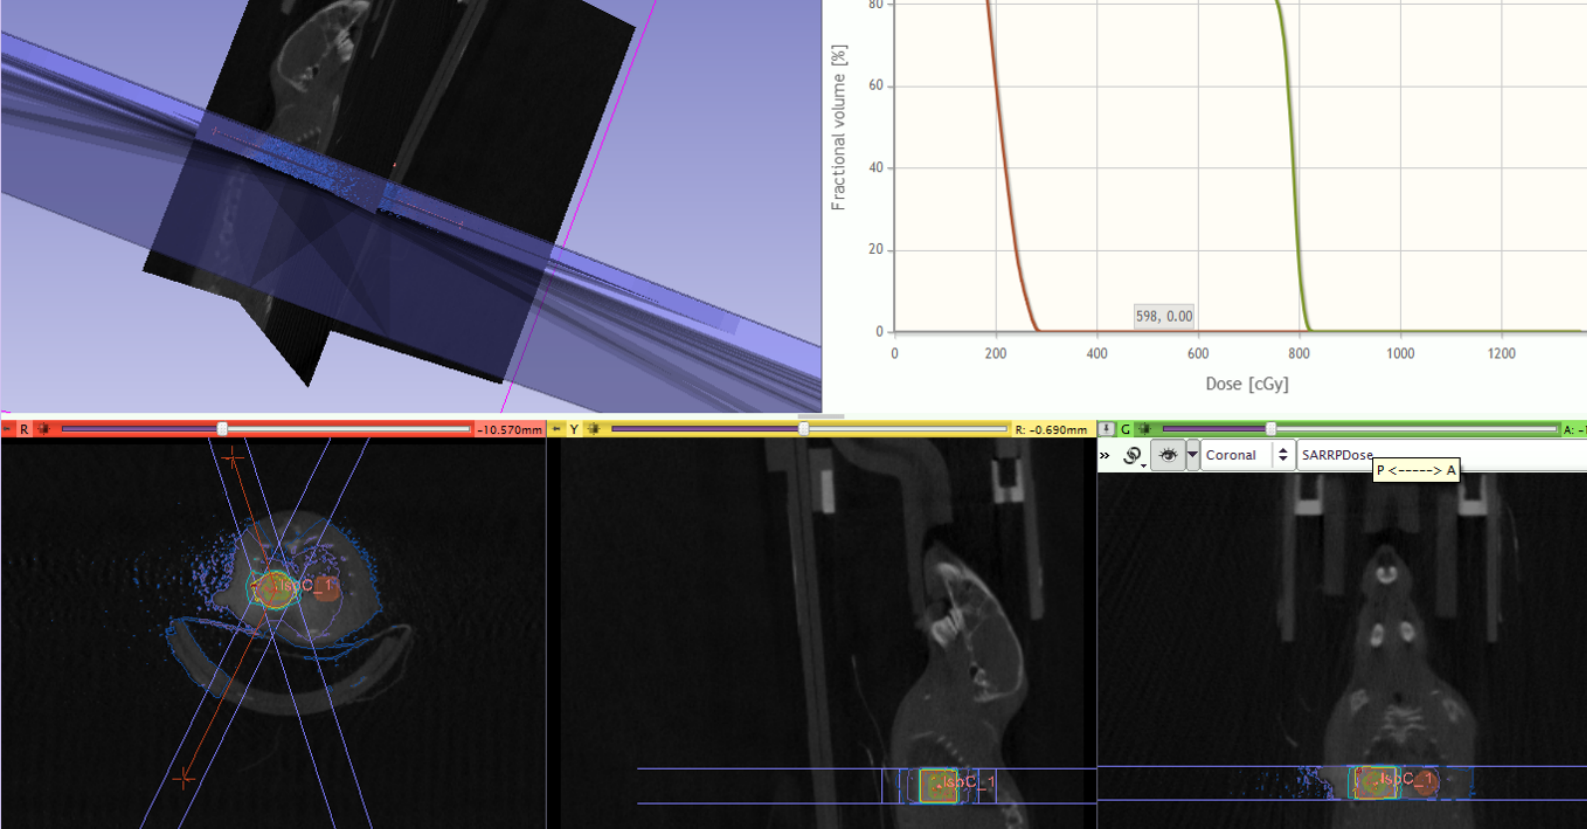 80
60
40
20
0
Fractional volume [%]
598, 0.00
0 200 400 600 800 1000 1200
Dose [cGy]
R -10.570mm
Y R: -0.690mm
G A: -1
» Coronal SARRPDose
P <-----> A
IsoC_1
IsoC_1
IsoC_1